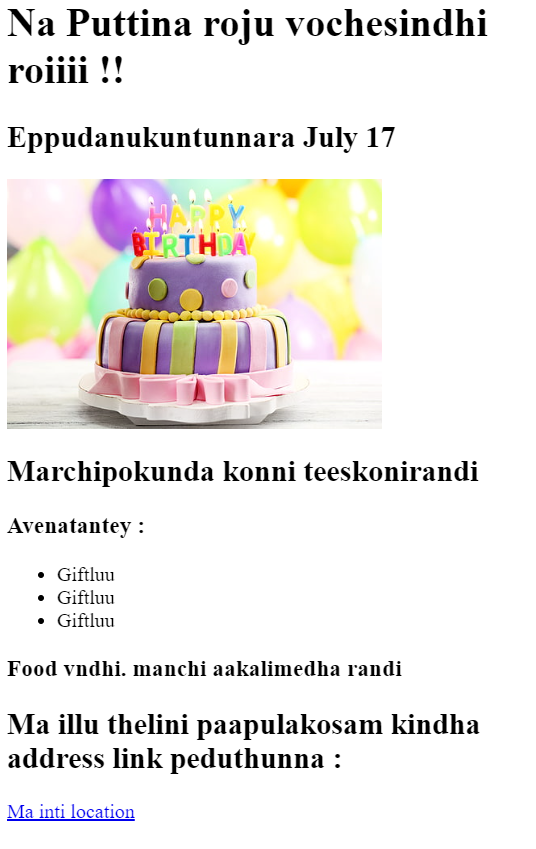 Na Puttina roju vochesindhi
roiiii !!
Eppudanukuntunnara July 17
HAPPY
BIRTHDAY
Marchipokunda konni teeskonirandi
Avenatantey :
• Giftluu
• Giftluu
• Giftluu
Food vndhi. manchi aakalimedha randi
Ma illu thelini paapulakosam kindha
address link peduthunna :
Ma inti location